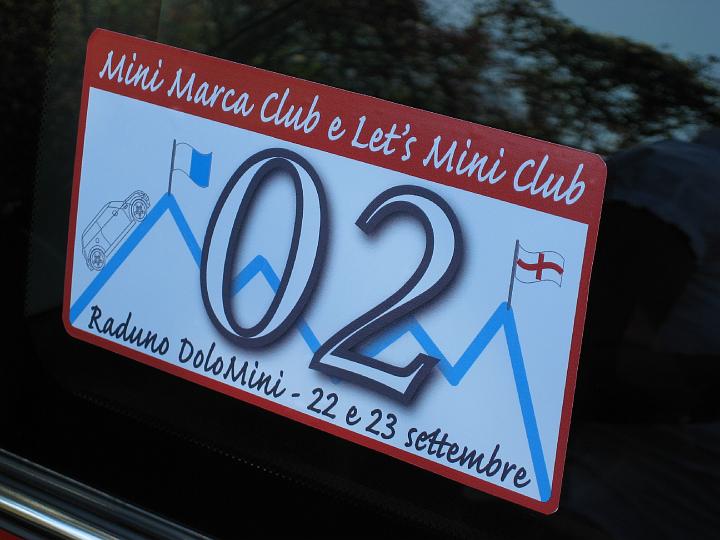 Mini Marca Club e Let's Mini Club
02
Raduno DoloMini - 22 e 23 settembre